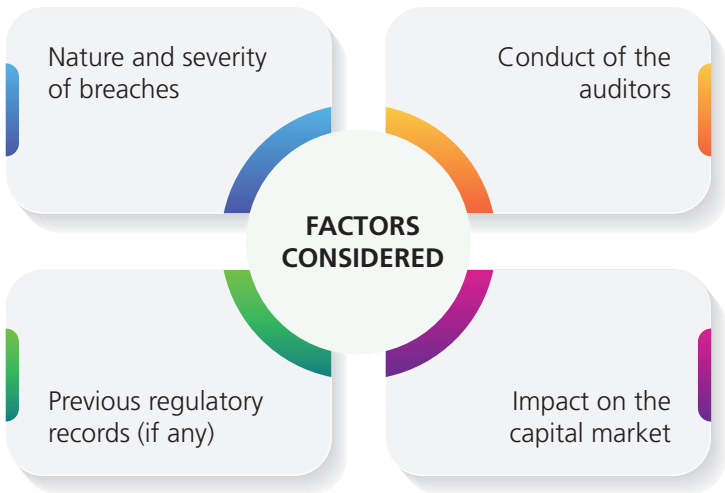 Nature and severity
of breaches
Conduct of the
auditors
FACTORS
CONSIDERED
Previous regulatory
records (if any)
Impact on the
capital market